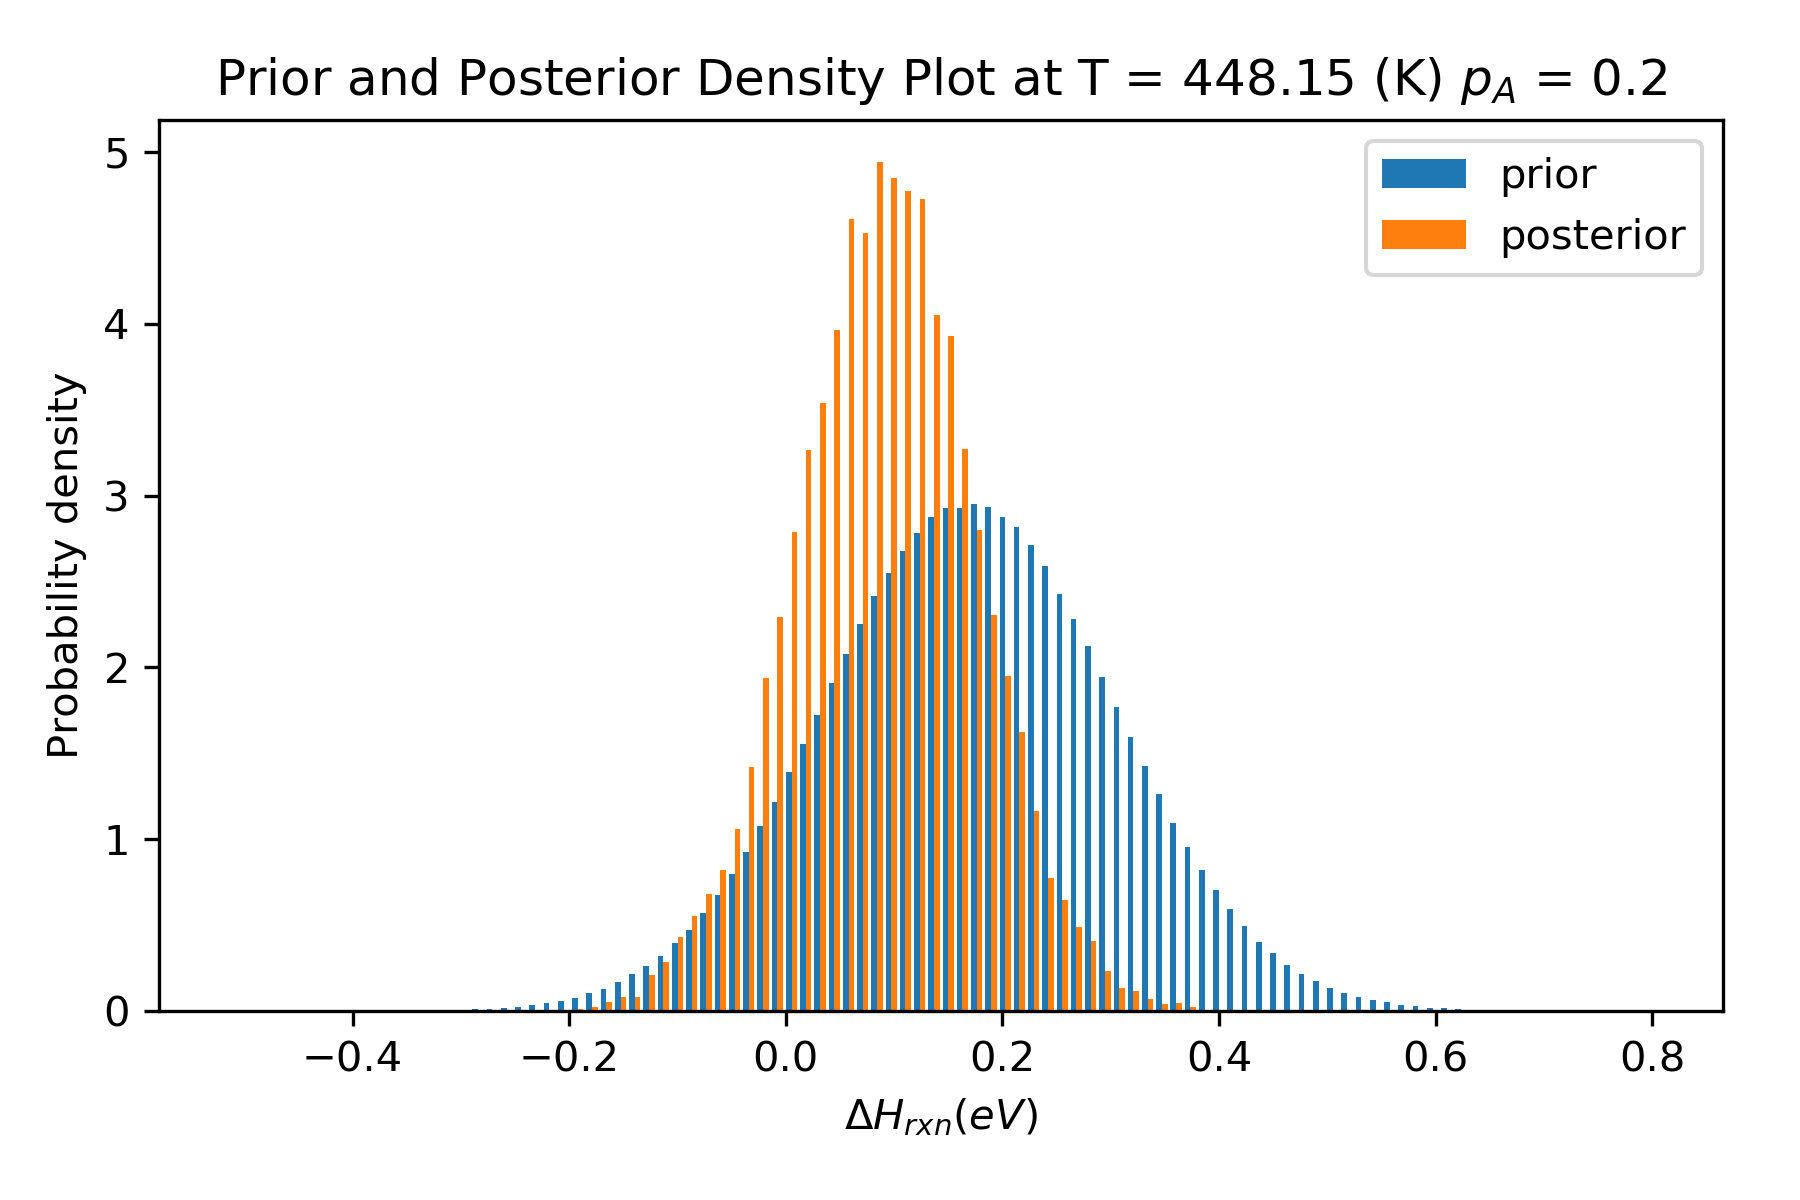 Prior and Posterior Density Plot at T = 448.15 (K) p_A = 0.2
prior
posterior
Probability density
5
4
3
2
1
0
−0.4 −0.2 0.0 0.2 0.4 0.6 0.8
ΔH_rxn(eV)